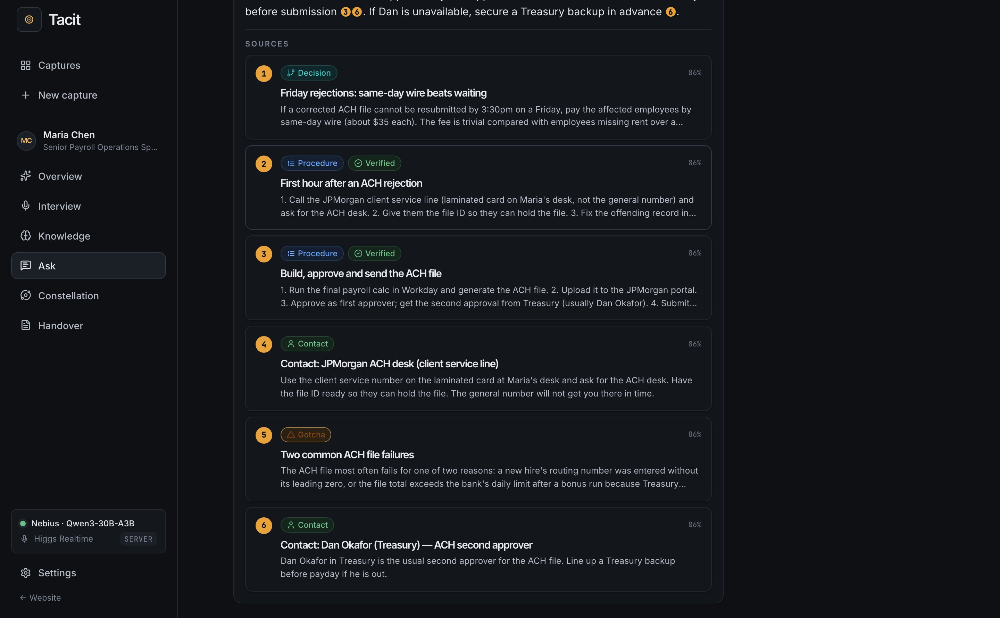 Tacit
Captures
New capture
MC
Maria Chen
Senior Payroll Operations Sp...
Overview
Interview
Knowledge
Ask
Constellation
Handover
Nebius · Qwen3-30B-A3B
Higgs Realtime
SERVER
Settings
← Website
before submission 3 6. If Dan is unavailable, secure a Treasury backup in advance 6.
SOURCES
1
Decision
86%
Friday rejections: same-day wire beats waiting
If a corrected ACH file cannot be resubmitted by 3:30pm on a Friday, pay the affected employees by
same-day wire (about $35 each). The fee is trivial compared with employees missing rent over a...
2
Procedure
Verified
86%
First hour after an ACH rejection
1. Call the JPMorgan client service line (laminated card on Maria's desk, not the general number) and
ask for the ACH desk. 2. Give them the file ID so they can hold the file. 3. Fix the offending record in...
3
Procedure
Verified
86%
Build, approve and send the ACH file
1. Run the final payroll calc in Workday and generate the ACH file. 2. Upload it to the JPMorgan portal.
3. Approve as first approver; get the second approval from Treasury (usually Dan Okafor). 4. Submit...
4
Contact
86%
Contact: JPMorgan ACH desk (client service line)
Use the client service number on the laminated card at Maria's desk and ask for the ACH desk. Have
the file ID ready so they can hold the file. The general number will not get you there in time.
5
Gotcha
86%
Two common ACH file failures
The ACH file most often fails for one of two reasons: a new hire's routing number was entered without
its leading zero, or the file total exceeds the bank's daily limit after a bonus run because Treasury...
6
Contact
86%
Contact: Dan Okafor (Treasury) — ACH second approver
Dan Okafor in Treasury is the usual second approver for the ACH file. Line up a Treasury backup
before payday if he is out.